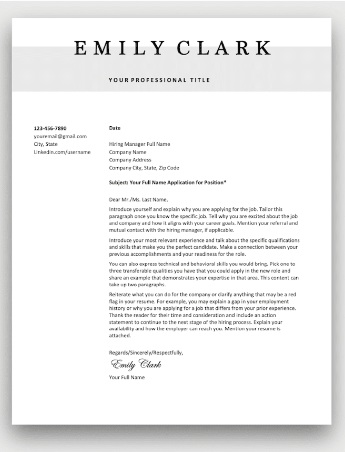 EMILY CLARK
YOUR PROFESSIONAL TITLE
123-456-7890
youremail@gmail.com
City, State
LinkedIn.com/username
Date
Hiring Manager Full Name
Company Name
Company Address
Company City, State, Zip Code
Subject: Your Full Name Application for Position*
Dear Mr./Ms. Last Name,
Introduce yourself and explain why you are applying for the job. Tailor this
paragraph once you know the specific job. Tell why you are excited about the job
and company and how it aligns with your career goals. Mention your referral and
mutual contact with the hiring manager, if applicable.
Introduce your most relevant experience and talk about the specific qualifications
and skills that make you the perfect candidate. Make a connection between your
previous accomplishments and your readiness for the role.
You can also express technical and behavioral skills you would bring. Pick one to
three transferable qualities you have that you could apply in the new role and
share an example that demonstrates your expertise in that area. This content can
take up two paragraphs.
Reiterate what you can do for the company or clarify anything that may be a red
flag in your resume. For example, you may explain a gap in your employment
history or why you are applying for a job that differs from your prior experience.
Thank the reader for their time and consideration and include an action
statement to continue to the next stage of the hiring process. Explain your
availability and how the employer can reach you. Mention your resume is
attached.
Regards/Sincerely/Respectfully,
Emily Clark
Your Full Name